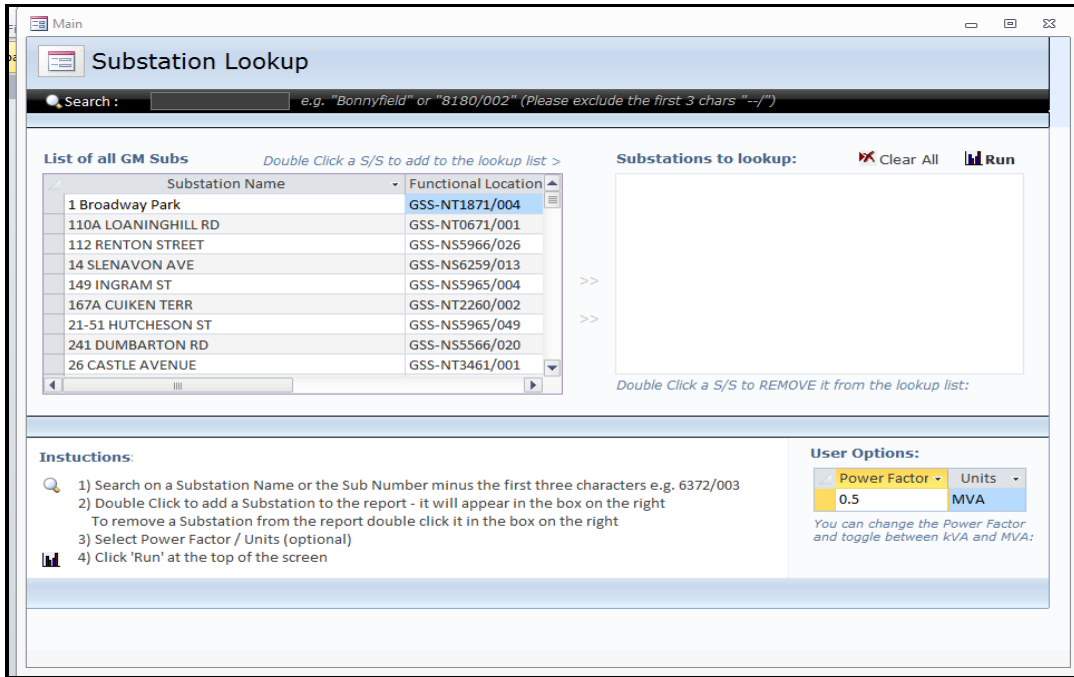 Main
Substation Lookup
Search : e.g. "Bonnyfield" or "8180/002" (Please exclude the first 3 chars "--/")
List of all GM Subs Double Click a S/S to add to the lookup list >
Substation Name Functional Location
1 Broadway Park GSS-NT1871/004
110A LOANINGHILL RD GSS-NT0671/001
112 RENTON STREET GSS-NS5966/026
14 SLENAVON AVE GSS-NS6259/013
149 INGRAM ST GSS-NS5965/004
167A CUIKEN TERR GSS-NT2260/002
21-51 HUTCHESON ST GSS-NS5965/049
241 DUMBARTON RD GSS-NS5566/020
26 CASTLE AVENUE GSS-NT3461/001
>>
>>
Substations to lookup: Clear All Run
Double Click a S/S to REMOVE it from the lookup list:
Instuctions:
1) Search on a Substation Name or the Sub Number minus the first three characters e.g. 6372/003
2) Double Click to add a Substation to the report - it will appear in the box on the right
To remove a Substation from the report double click it in the box on the right
3) Select Power Factor / Units (optional)
4) Click 'Run' at the top of the screen
User Options:
Power Factor Units
0.5 MVA
You can change the Power Factor
and toggle between kVA and MVA: